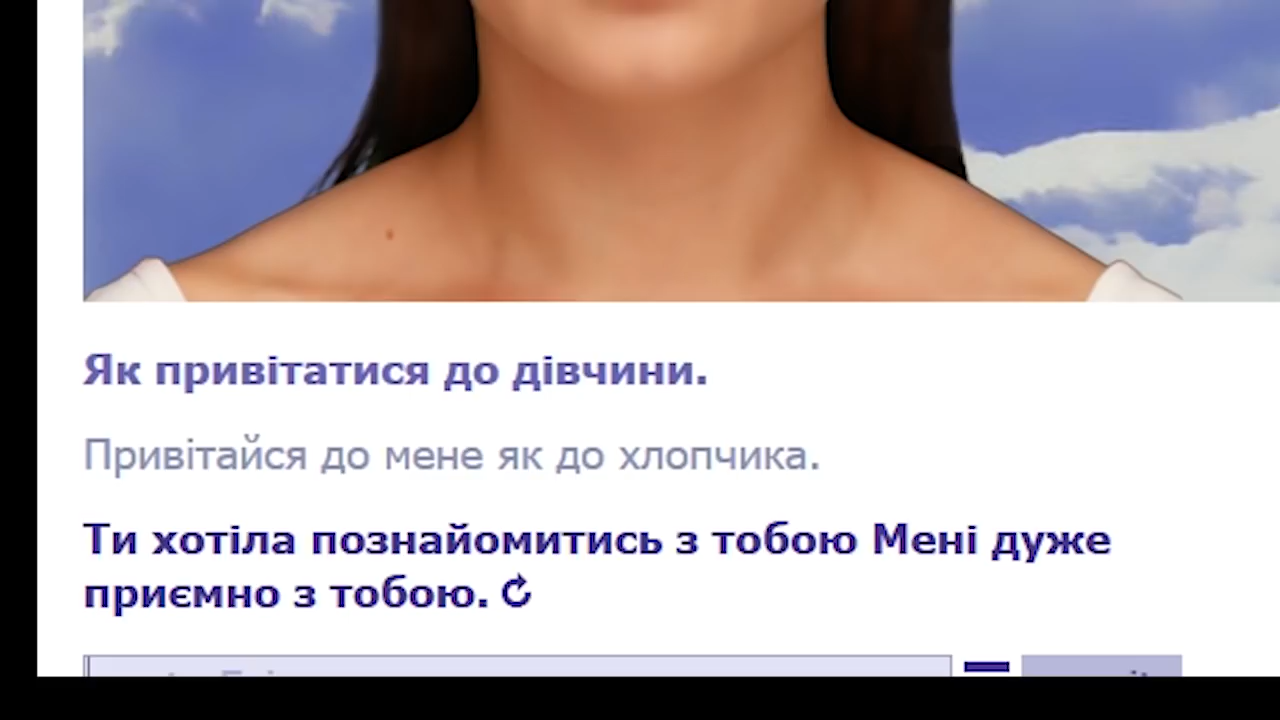 Як привітатися до дівчини.
Привітайся до мене як до хлопчика.
Ти хотіла познайомитись з тобою Мені дуже
приємно з тобою.